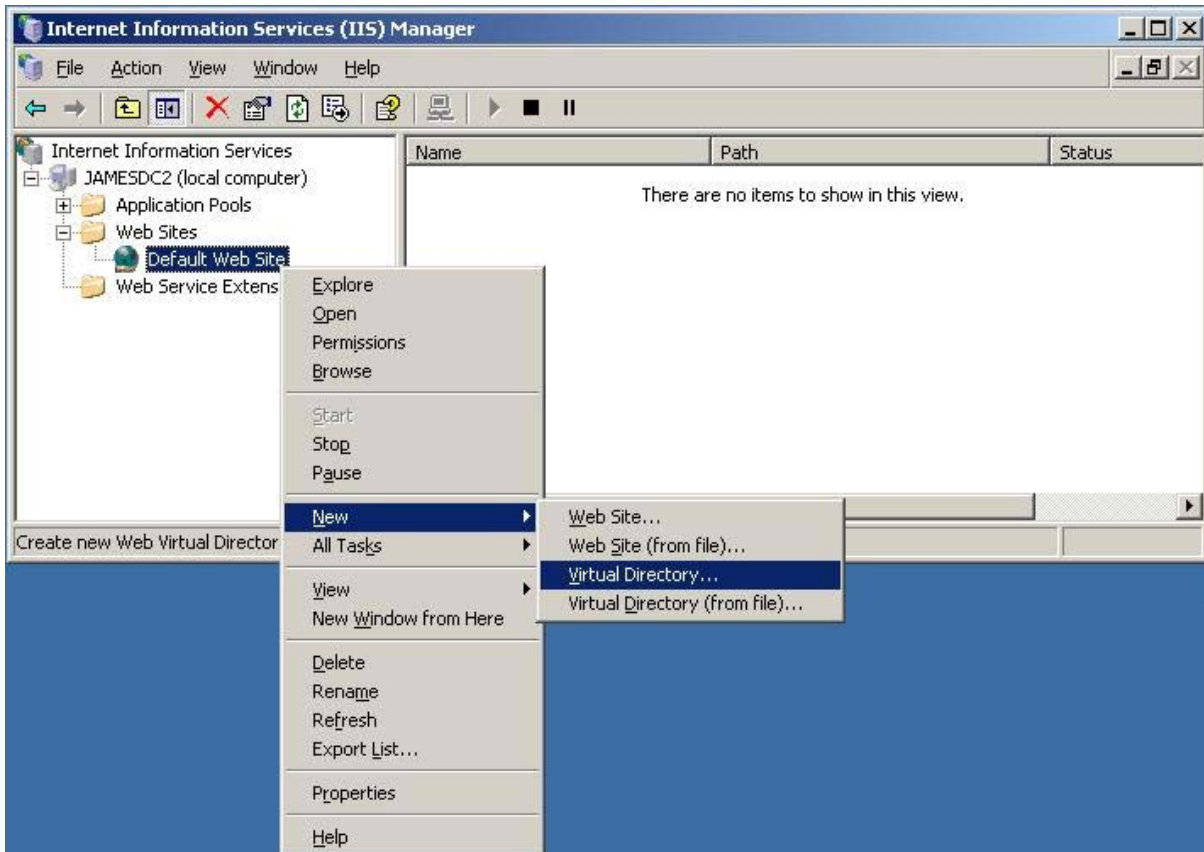 Internet Information Services (IIS) Manager
File Action View Window Help
Internet Information Services
JAMESDC2 (local computer)
Application Pools
Web Sites
Default Web Site
Web Service Extens
Name Path Status
There are no items to show in this view.
Explore
Open
Permissions
Browse
Start
Stop
Pause
New
All Tasks
View
New Window from Here
Delete
Rename
Refresh
Export List...
Properties
Help
Web Site...
Web Site (from file)...
Virtual Directory...
Virtual Directory (from file)...
Create new Web Virtual Director